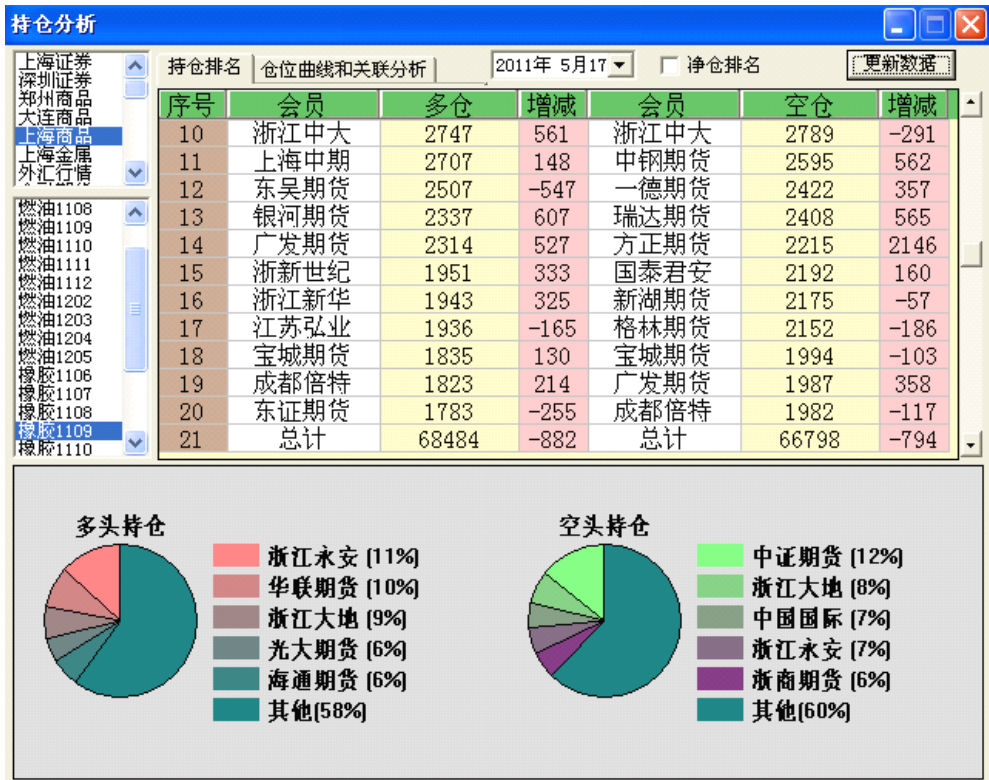 持仓分析
上海证券
深圳证券
郑州商品
大连商品
上海商品
上海金属
外汇行情
持仓排名 仓位曲线和关联分析 2011年 5月17 净仓排名 更新数据
序号 会员 多仓 增减 会员 空仓 增减
10 浙江中大 2747 561 浙江中大 2789 -291
11 上海中期 2707 148 中钢期货 2595 562
12 东吴期货 2507 -547 一德期货 2422 357
13 银河期货 2337 607 瑞达期货 2408 565
14 广发期货 2314 527 方正期货 2215 2146
15 浙新世纪 1951 333 国泰君安 2192 160
16 浙江新华 1943 325 新湖期货 2175 -57
17 江苏弘业 1936 -165 格林期货 2152 -186
18 宝城期货 1835 130 宝城期货 1994 -103
19 成都倍特 1823 214 广发期货 1987 358
20 东证期货 1783 -255 成都倍特 1982 -117
21 总计 68484 -882 总计 66798 -794
燃油1108
燃油1109
燃油1110
燃油1111
燃油1112
燃油1202
燃油1203
燃油1204
燃油1205
橡胶1106
橡胶1107
橡胶1108
橡胶1109
橡胶1110
多头持仓
浙江永安 (11%)
华联期货 (10%)
浙江大地 (9%)
光大期货 (6%)
海通期货 (6%)
其他(58%)
空头持仓
中证期货 (12%)
浙江大地 (8%)
中国国际 (7%)
浙江永安 (7%)
浙商期货 (6%)
其他(60%)